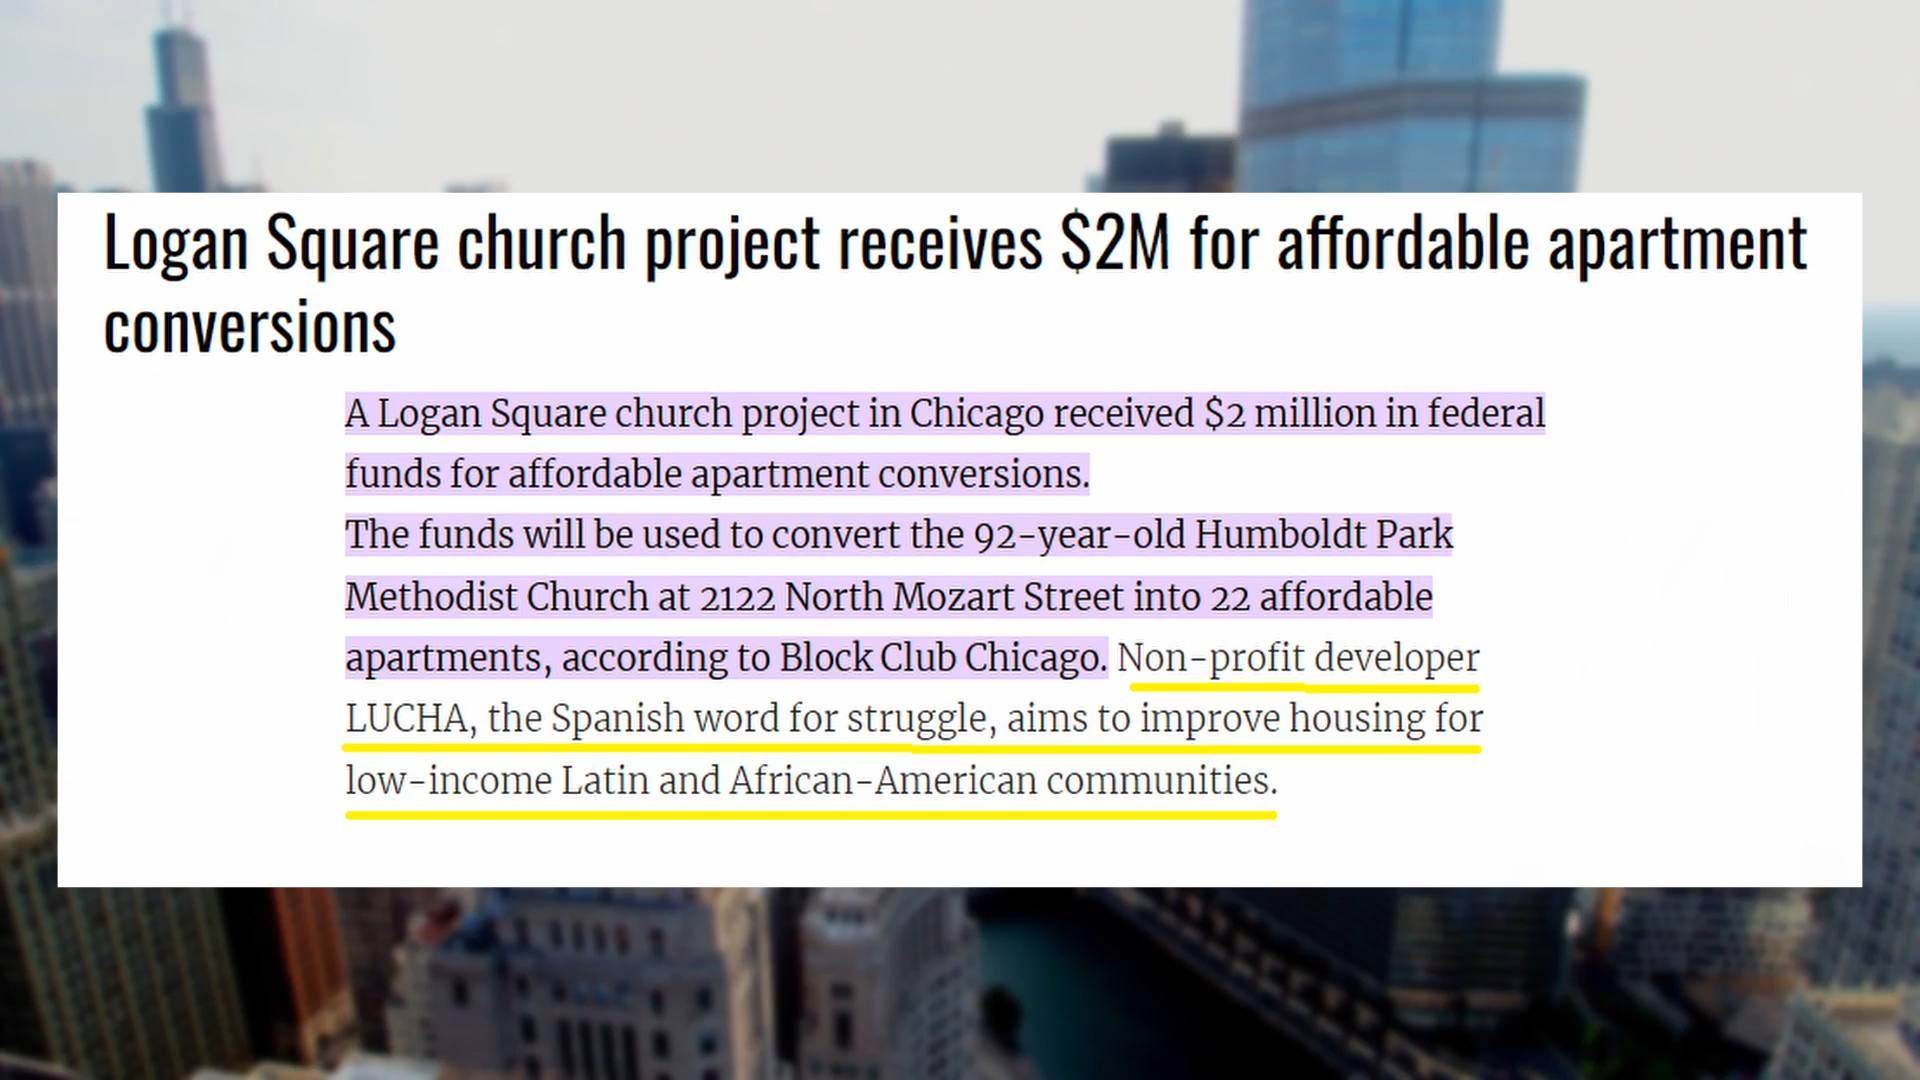 Logan Square church project receives $2M for affordable apartment
conversions
A Logan Square church project in Chicago received $2 million in federal
funds for affordable apartment conversions.
The funds will be used to convert the 92-year-old Humboldt Park
Methodist Church at 2122 North Mozart Street into 22 affordable
apartments, according to Block Club Chicago. Non-profit developer
LUCHA, the Spanish word for struggle, aims to improve housing for
low-income Latin and African-American communities.